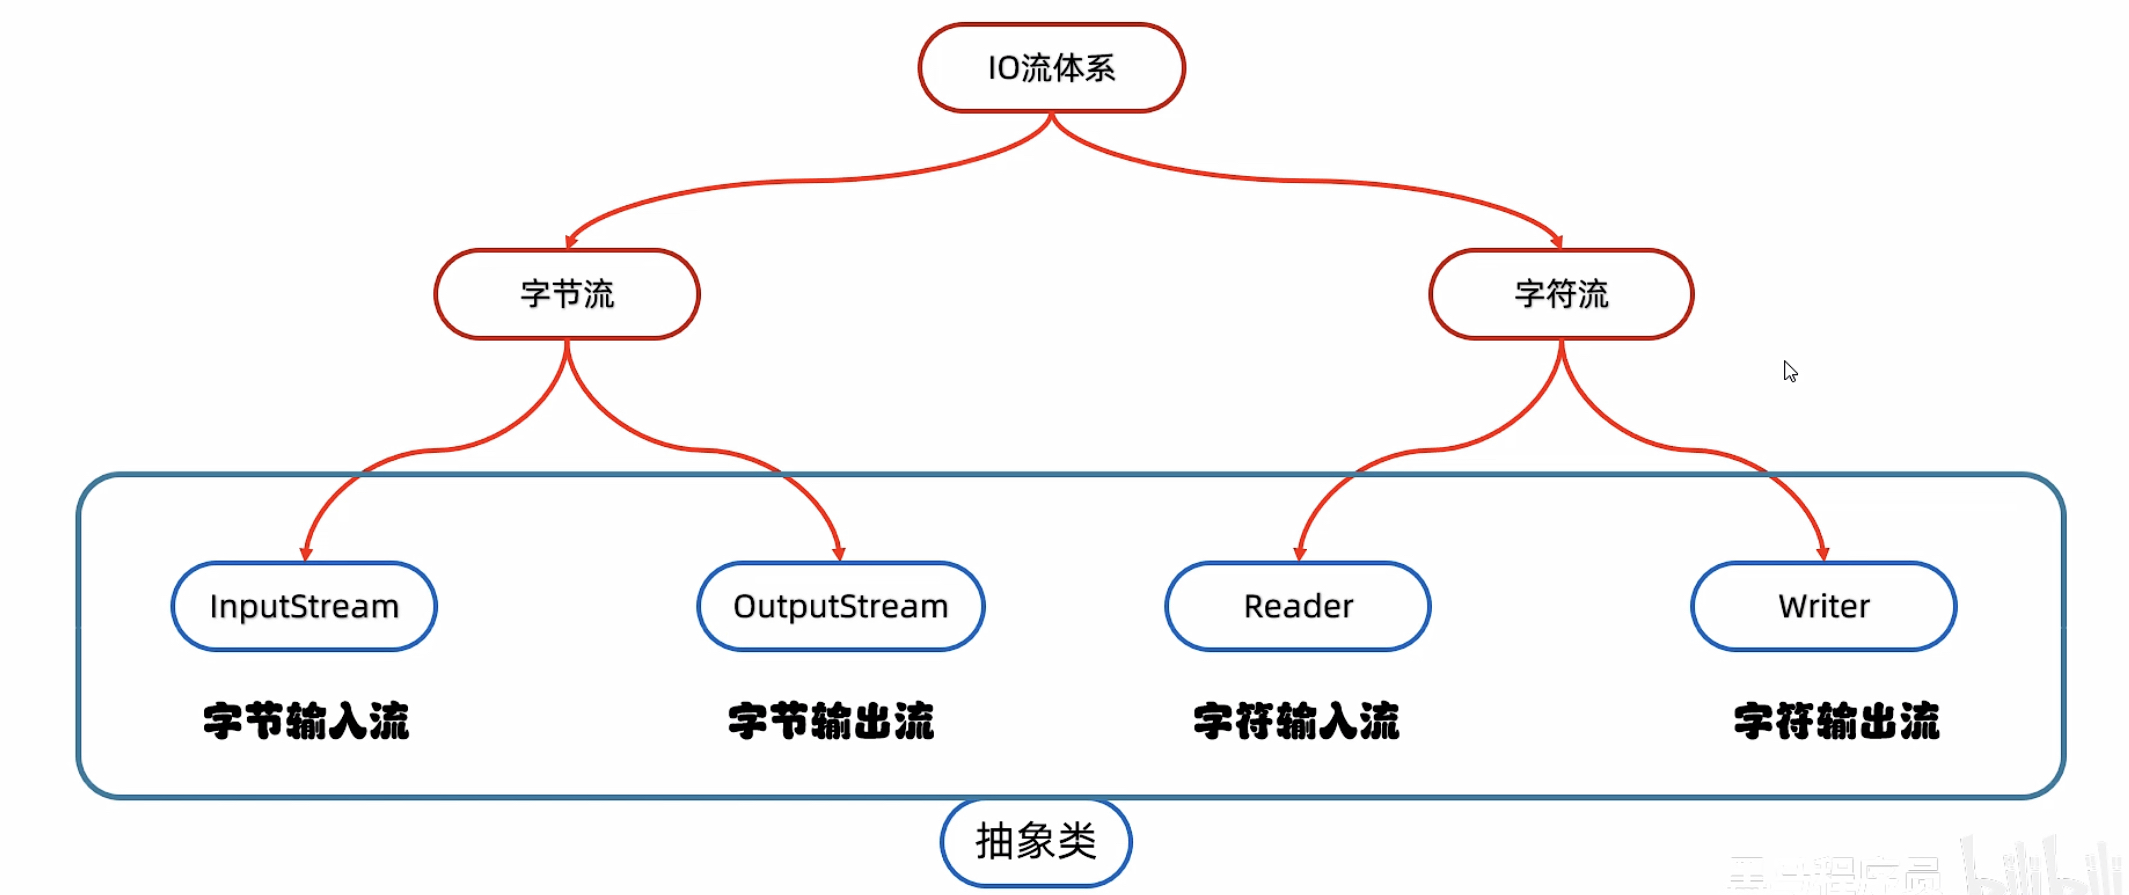 IO流体系
字节流
字符流
InputStream
OutputStream
Reader
Writer
字节输入流
字节输出流
字符输入流
字符输出流
抽象类
程序员
bilibili